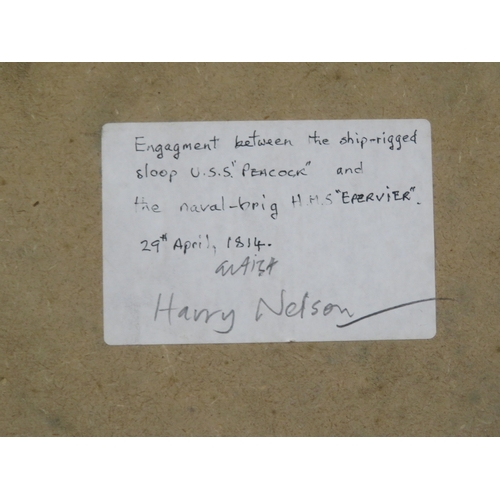 Engagment between the ship-rigged
sloop U.S.S. "PEACOCK" and
the naval-brig H.M.S "EPERVIER".
29th April, 1814.
Harry Nelson